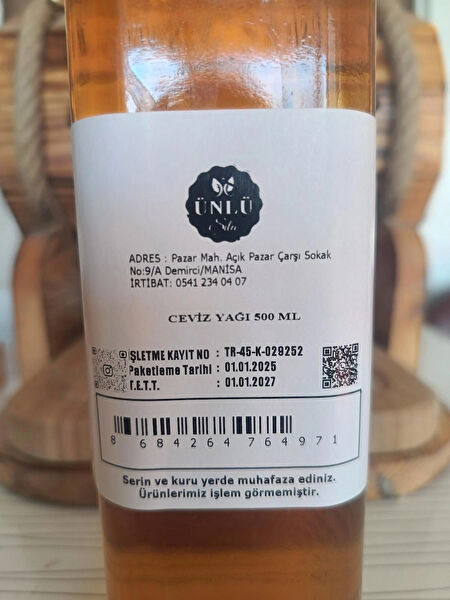 ÜNLÜ
Sıla
ADRES : Pazar Mah. Açık Pazar Çarşı Sokak
No:9/A Demirci/MANİSA
İRTİBAT: 0541 234 04 07
CEVİZ YAĞI 500 ML
İŞLETME KAYIT NO : TR-45-K-029252
Paketleme Tarihi : 01.01.2025
T.E.T.T. : 01.01.2027
8 684264 764971
Serin ve kuru yerde muhafaza ediniz.
Ürünlerimiz işlem görmemiştir.